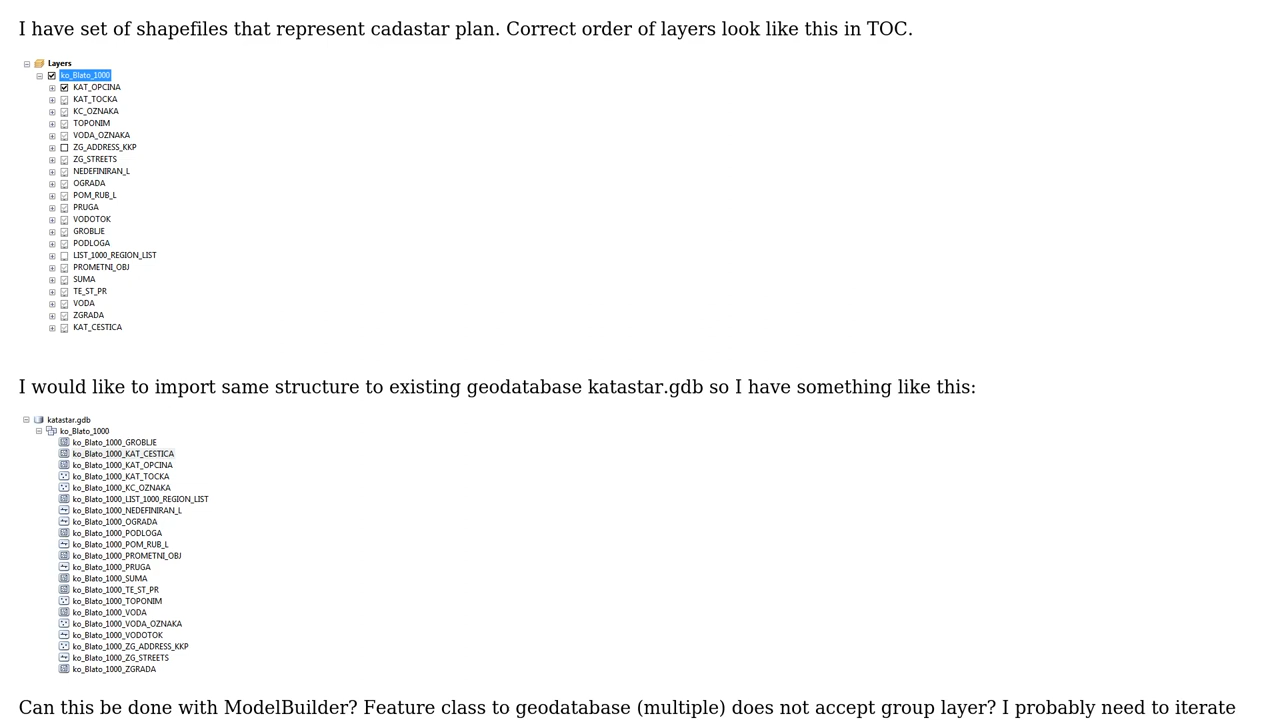 I have set of shapefiles that represent cadastar plan. Correct order of layers look like this in TOC.
Layers
ko_Blato_1000
KAT_OPCINA
KAT_TOCKA
KC_OZNAKA
TOPONIM
VODA_OZNAKA
ZG_ADDRESS_KKP
ZG_STREETS
NEDEFINIRAN_L
OGRADA
POM_RUB_L
PRUGA
VODOTOK
GROBLJE
PODLOGA
LIST_1000_REGION_LIST
PROMETNI_OBJ
SUMA
TE_ST_PR
VODA
ZGRADA
KAT_CESTICA
I would like to import same structure to existing geodatabase katastar.gdb so I have something like this:
katastar.gdb
ko_Blato_1000
ko_Blato_1000_GROBLJE
ko_Blato_1000_KAT_CESTICA
ko_Blato_1000_KAT_OPCINA
ko_Blato_1000_KAT_TOCKA
ko_Blato_1000_KC_OZNAKA
ko_Blato_1000_LIST_1000_REGION_LIST
ko_Blato_1000_NEDEFINIRAN_L
ko_Blato_1000_OGRADA
ko_Blato_1000_PODLOGA
ko_Blato_1000_POM_RUB_L
ko_Blato_1000_PROMETNI_OBJ
ko_Blato_1000_PRUGA
ko_Blato_1000_SUMA
ko_Blato_1000_TE_ST_PR
ko_Blato_1000_TOPONIM
ko_Blato_1000_VODA
ko_Blato_1000_VODA_OZNAKA
ko_Blato_1000_VODOTOK
ko_Blato_1000_ZG_ADDRESS_KKP
ko_Blato_1000_ZG_STREETS
ko_Blato_1000_ZGRADA
Can this be done with ModelBuilder? Feature class to geodatabase (multiple) does not accept group layer? I probably need to iterate